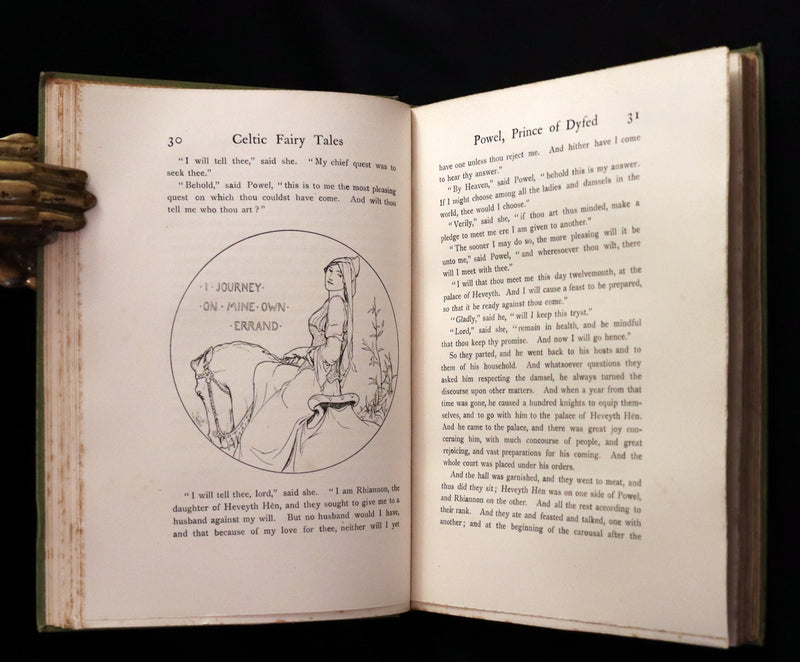 30
Celtic Fairy Tales
"I will tell thee," said she. "My chief quest was to
seek thee."
"Behold," said Powel, "this is to me the most pleasing
quest on which thou couldst have come. And wilt thou
tell me who thou art?"
·I·JOURNEY·
·ON·MINE·OWN·
·ERRAND·
"I will tell thee, lord," said she. "I am Rhiannon, the
daughter of Heveyth Hên, and they sought to give me to a
husband against my will. But no husband would I have,
and that because of my love for thee, neither will I yet
Powel, Prince of Dyfed
31
have one unless thou reject me. And hither have I come
to hear thy answer."
"By Heaven," said Powel, "behold this is my answer.
If I might choose among all the ladies and damsels in the
world, thee would I choose."
"Verily," said she, "if thou art thus minded, make a
pledge to meet me ere I am given to another."
"The sooner I may do so, the more pleasing will it be
unto me," said Powel, "and wheresoever thou wilt, there
will I meet with thee."
"I will that thou meet me this day twelvemonth, at the
palace of Heveyth. And I will cause a feast to be prepared,
so that it be ready against thou come."
"Gladly," said he, "will I keep this tryst."
"Lord," said she, "remain in health, and be mindful
that thou keep thy promise. And now I will go hence."
So they parted, and he went back to his hosts and to
them of his household. And whatsoever questions they
asked him respecting the damsel, he always turned the
discourse upon other matters. And when a year from that
time was gone, he caused a hundred knights to equip them-
selves, and to go with him to the palace of Heveyth Hên.
And he came to the palace, and there was great joy con-
cerning him, with much concourse of people, and great
rejoicing, and vast preparations for his coming. And the
whole court was placed under his orders.
And the hall was garnished, and they went to meat, and
thus did they sit; Heveyth Hên was on one side of Powel,
and Rhiannon on the other. And all the rest according to
their rank. And they ate and feasted and talked, one with
another; and at the beginning of the carousal after the